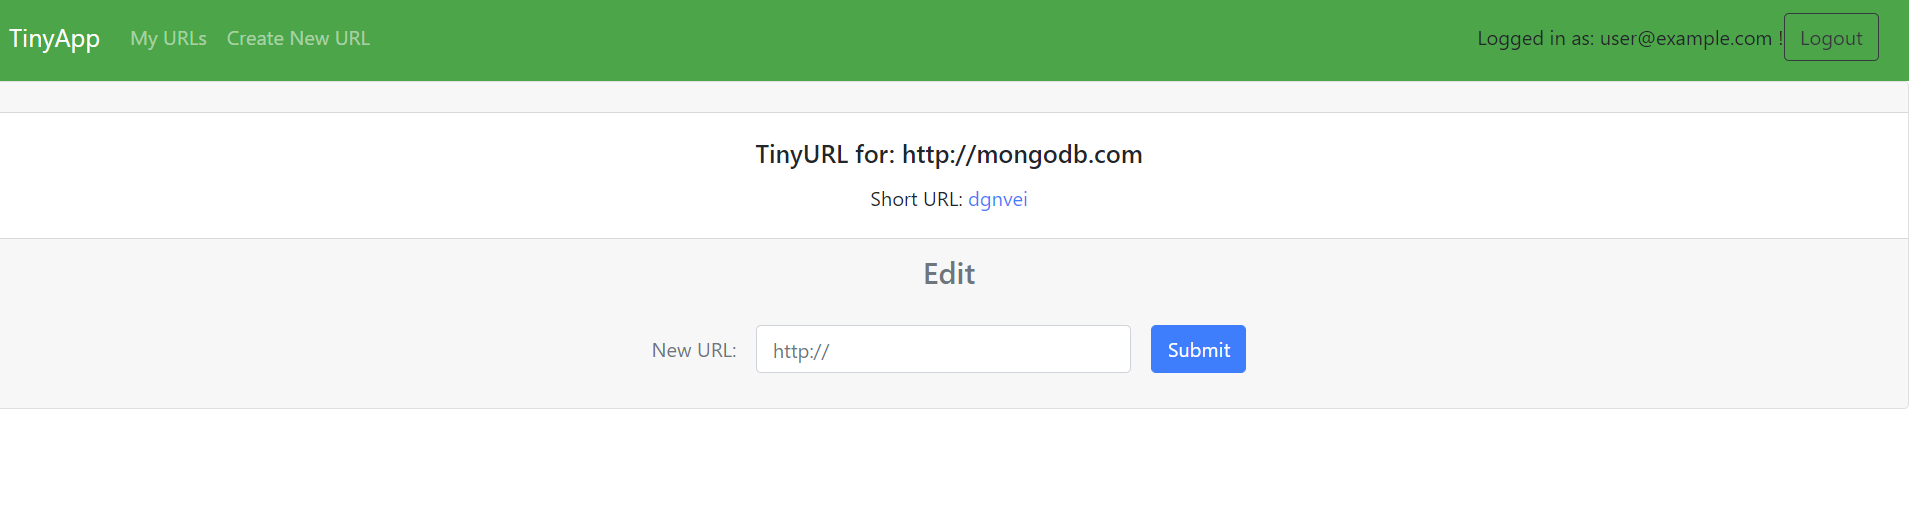 TinyApp My URLs Create New URL Logged in as: user@example.com ! Logout
TinyURL for: http://mongodb.com
Short URL: dgnvei
Edit
New URL: http:// Submit